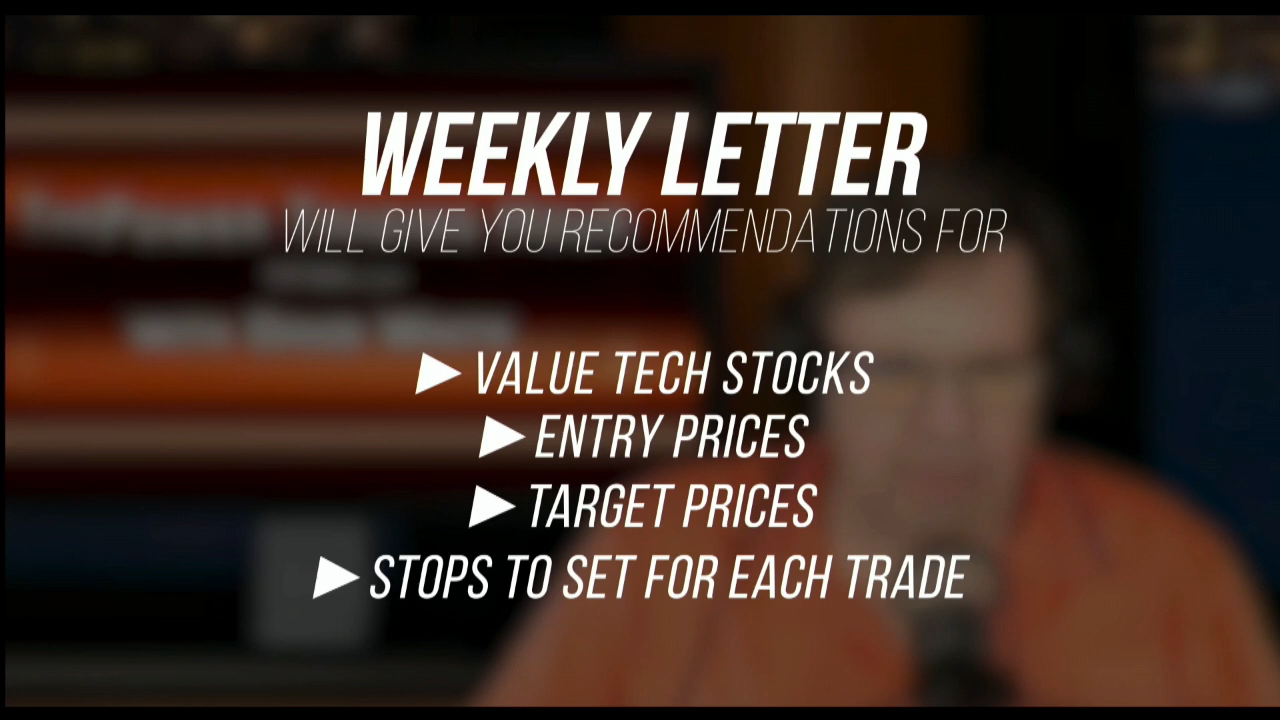 WEEKLY LETTER
WILL GIVE YOU RECOMMENDATIONS FOR
▶ VALUE TECH STOCKS
▶ ENTRY PRICES
▶ TARGET PRICES
▶ STOPS TO SET FOR EACH TRADE